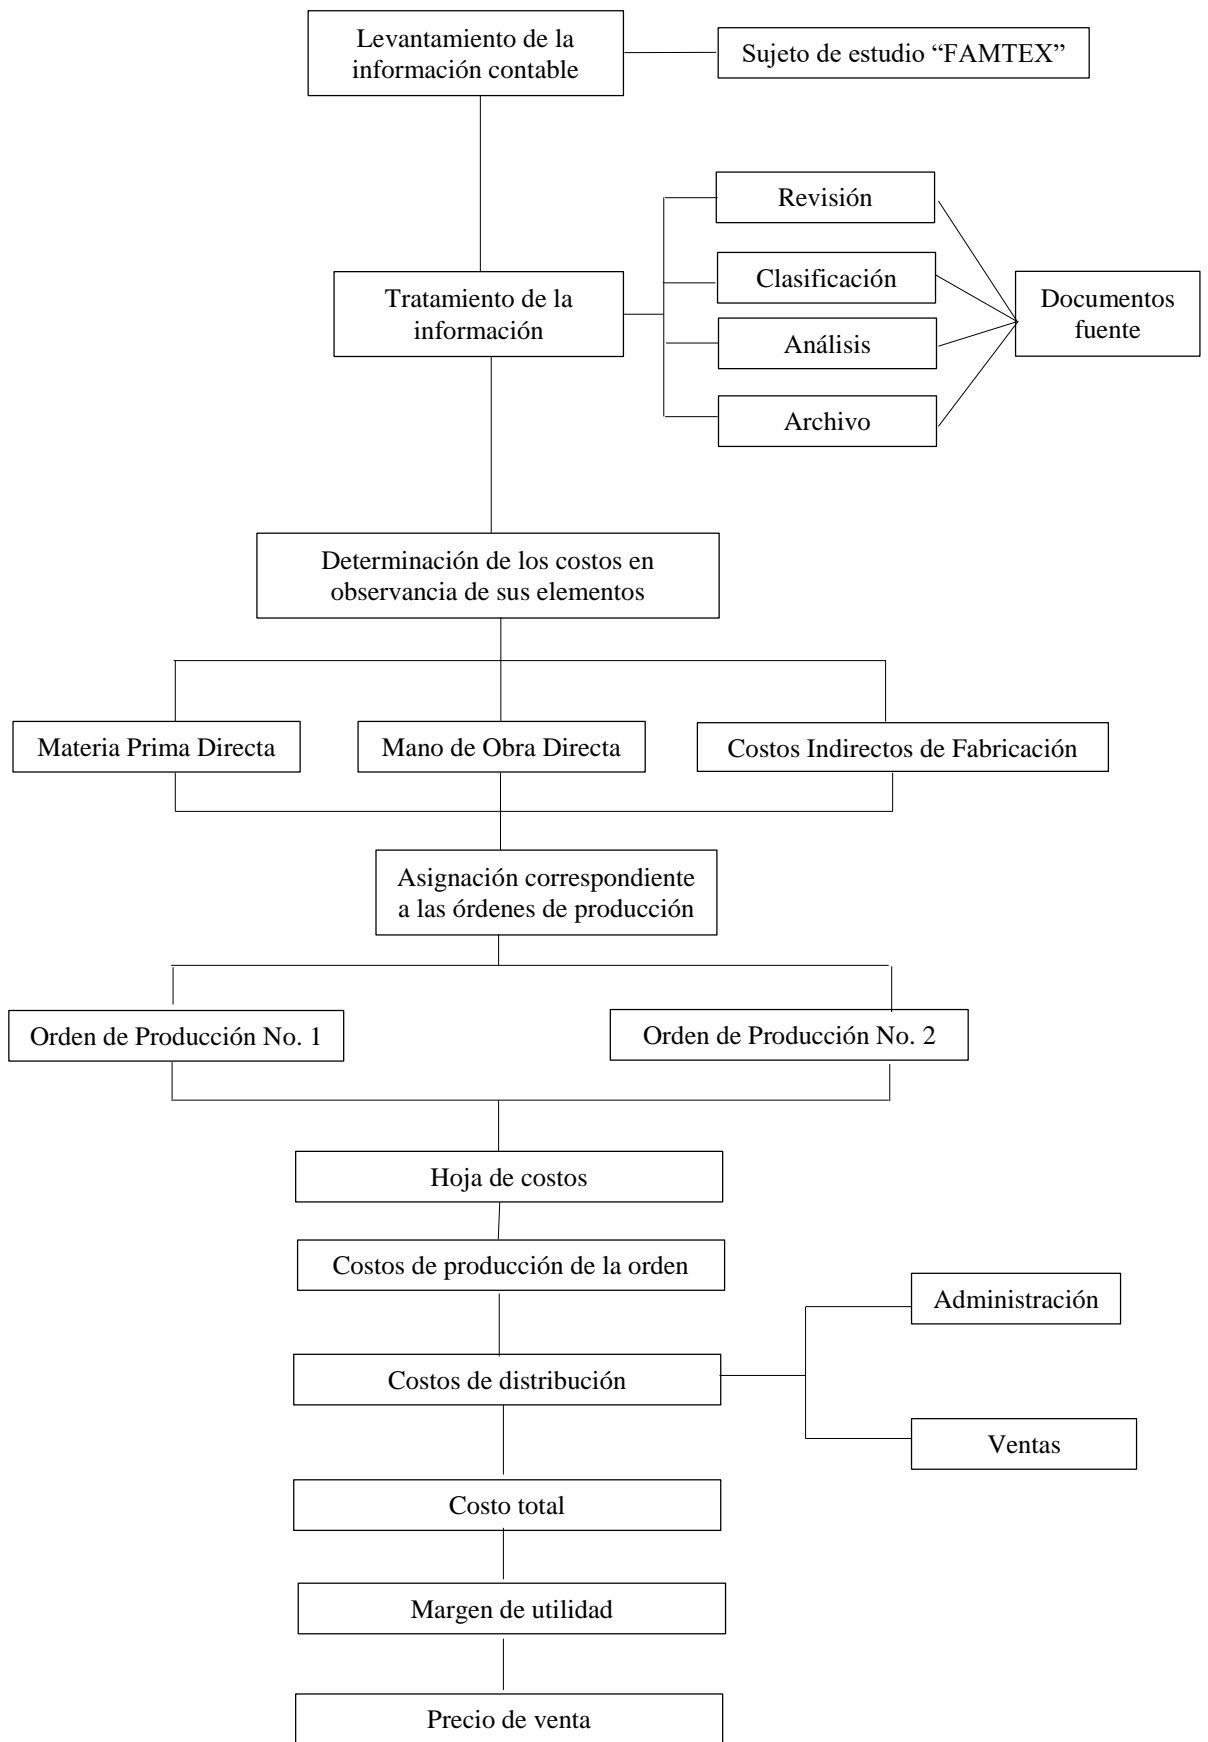 Levantamiento de la
información contable
Sujeto de estudio “FAMTEX”
Tratamiento de la
información
Revisión
Clasificación
Análisis
Archivo
Documentos
fuente
Determinación de los costos en
observancia de sus elementos
Materia Prima Directa
Mano de Obra Directa
Costos Indirectos de Fabricación
Asignación correspondiente
a las órdenes de producción
Orden de Producción No. 1
Orden de Producción No. 2
Hoja de costos
Costos de producción de la orden
Costos de distribución
Administración
Ventas
Costo total
Margen de utilidad
Precio de venta